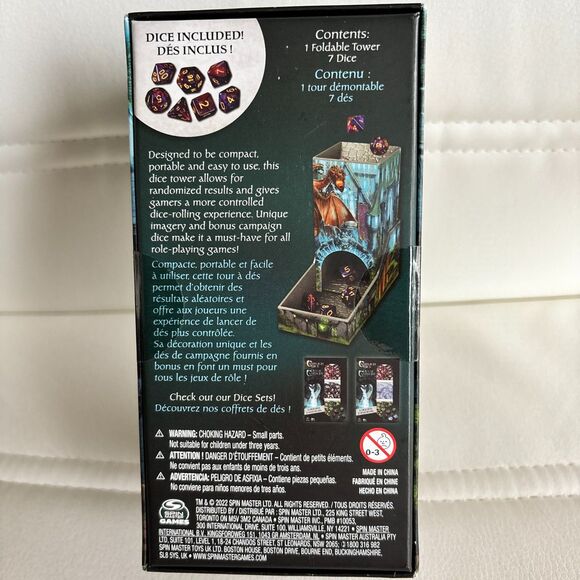 DICE INCLUDED!
DÉS INCLUS !
Contents:
1 Foldable Tower
7 Dice
Contenu :
1 tour démontable
7 dés
Designed to be compact,
portable and easy to use, this
dice tower allows for
randomized results and gives
gamers a more controlled
dice-rolling experience. Unique
imagery and bonus campaign
dice make it a must-have for all
role-playing games!
Compacte, portable et facile
à utiliser, cette tour à dés
permet d'obtenir des
résultats aléatoires et
offre aux joueurs une
expérience de lancer de
dés plus contrôlée.
Sa décoration unique et les
dés de campagne fournis en
bonus en font un must pour
tous les jeux de rôle !
Check out our Dice Sets!
Découvrez nos coffrets de dés !
WARNING: CHOKING HAZARD – Small parts.
Not suitable for children under three years.
ATTENTION ! DANGER D'ÉTOUFFEMENT – Contient de petits éléments.
Ne convient pas aux enfants de moins de trois ans.
ADVERTENCIA: PELIGRO DE ASFIXIA – Contiene piezas pequeñas.
No conviene para niños menores de tres años.
0-3
MADE IN CHINA
FABRIQUÉ EN CHINE
HECHO EN CHINA
SPIN MASTER
GAMES
™ & © 2022 SPIN MASTER LTD. ALL RIGHTS RESERVED. / TOUS DROITS RÉSERVÉS.
DISTRIBUTED BY / DISTRIBUÉ PAR : SPIN MASTER LTD., 225 KING STREET WEST,
TORONTO ON M5V 3M2 CANADA • SPIN MASTER INC., PMB #10053,
300 INTERNATIONAL DRIVE, SUITE 100, WILLIAMSVILLE, NY 14221 • SPIN MASTER
INTERNATIONAL B.V., KINGSFORDWEG 151, 1043 GR AMSTERDAM, NL • SPIN MASTER AUSTRALIA PTY
LTD, SUITE 101, LEVEL 1, 18-24 CHANDOS STREET, ST LEONARDS, NSW 2065; 1800 316 982
SPIN MASTER TOYS UK LTD, BOSTON HOUSE, BOSTON DRIVE, BOURNE END, BUCKINGHAMSHIRE,
SL8 5YS, UK • WWW.SPINMASTERGAMES.COM